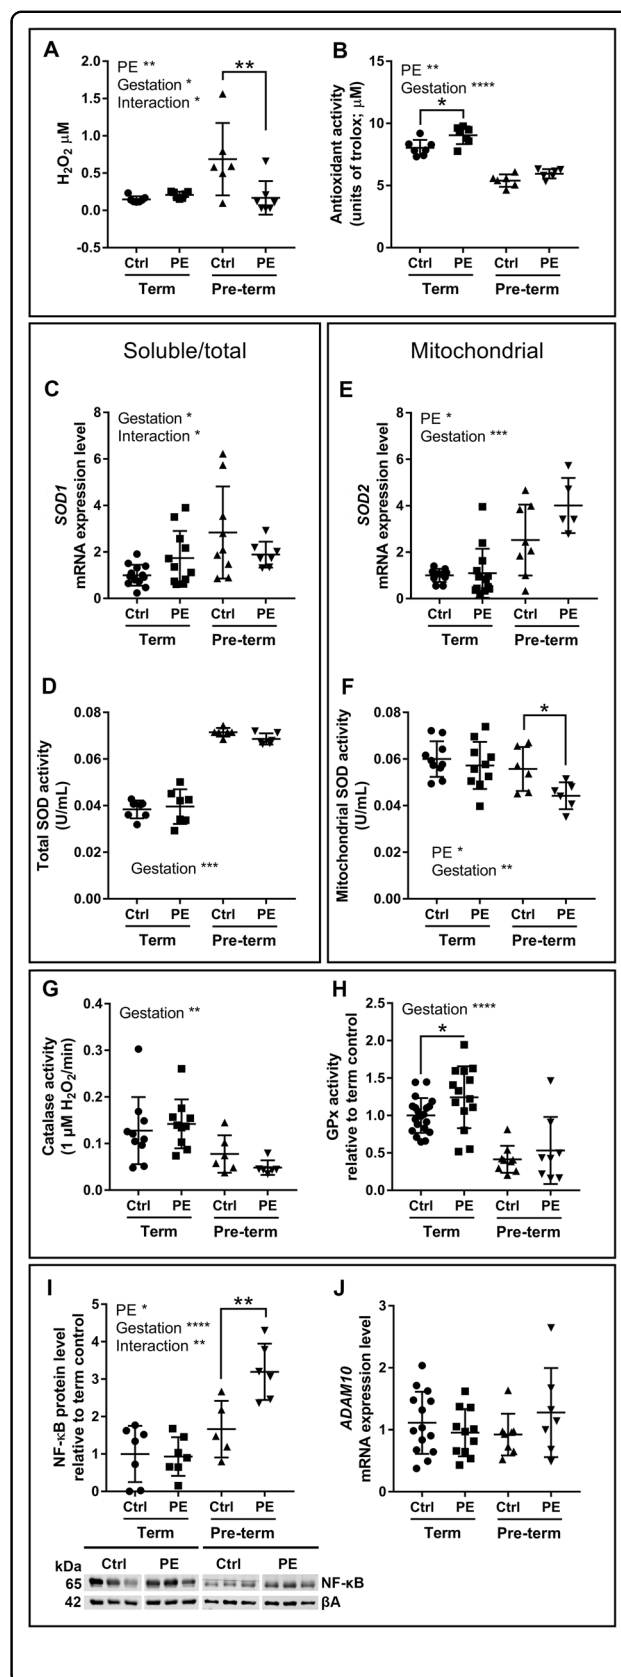 A
PE **
Gestation *
Interaction *
**
H₂O₂ μM
2.0
1.5
1.0
0.5
0.0
-0.5
Ctrl PE Ctrl PE
Term Pre-term
B
PE **
Gestation ****
*
Antioxidant activity
(units of trolox; μM)
15
10
5
0
Ctrl PE Ctrl PE
Term Pre-term
Soluble/total
C
Gestation *
Interaction *
SOD1
mRNA expression level
8
6
4
2
0
Ctrl PE Ctrl PE
Term Pre-term
D
Total SOD activity
(U/mL)
0.08
0.06
0.04
0.02
0.00
Gestation ***
Ctrl PE Ctrl PE
Term Pre-term
Mitochondrial
E
PE *
Gestation ***
SOD2
mRNA expression level
8
6
4
2
0
Ctrl PE Ctrl PE
Term Pre-term
F
*
Mitochondrial SOD activity
(U/mL)
0.08
0.06
0.04
0.02
0.00
PE *
Gestation **
Ctrl PE Ctrl PE
Term Pre-term
G
Gestation **
Catalase activity
(1 μM H₂O₂/min)
0.4
0.3
0.2
0.1
0.0
Ctrl PE Ctrl PE
Term Pre-term
H
Gestation ****
*
GPx activity
relative to term control
2.5
2.0
1.5
1.0
0.5
0.0
Ctrl PE Ctrl PE
Term Pre-term
I
PE *
Gestation ****
Interaction **
**
NF-κB protein level
relative to term control
5
4
3
2
1
0
Ctrl PE Ctrl PE
Term Pre-term
kDa Ctrl PE Ctrl PE
65 NF-κB
42 βA
J
ADAM10
mRNA expression level
3
2
1
0
Ctrl PE Ctrl PE
Term Pre-term